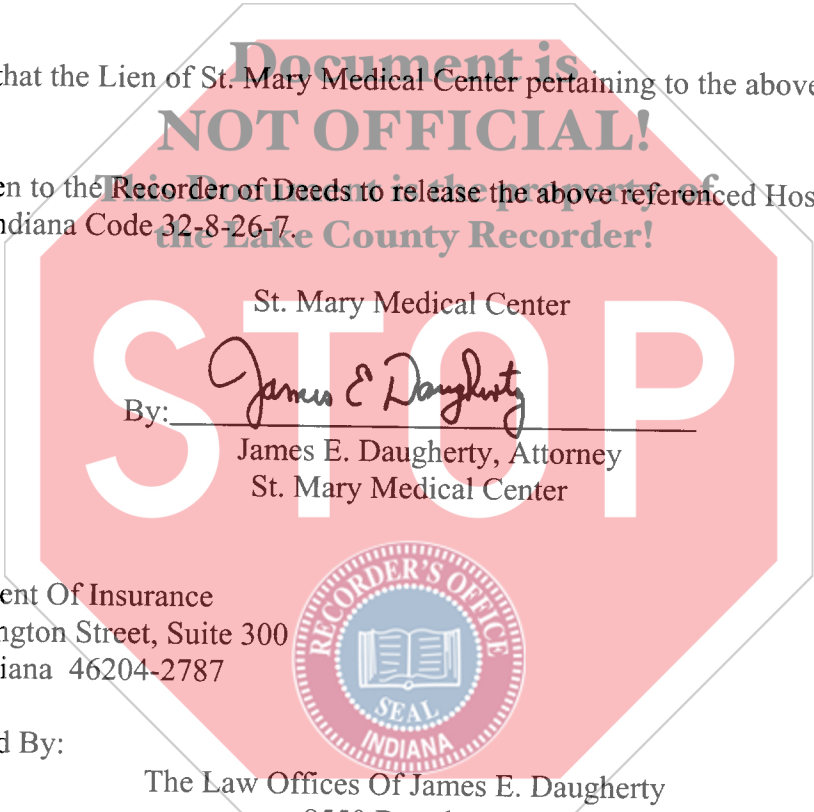 Document is
that the Lien of St. Mary Medical Center pertaining to the above
NOT OFFICIAL!
This Document is the property of
en to the Recorder of Deeds to release the above referenced Hos
ndiana Code 32-8-26-7.
the Lake County Recorder!
St. Mary Medical Center
STOP
By: James E Daugherty
James E. Daugherty, Attorney
St. Mary Medical Center
RECORDER'S OFFICE
SEAL
INDIANA
ent Of Insurance
ngton Street, Suite 300
iana 46204-2787
d By:
The Law Offices Of James E. Daugherty